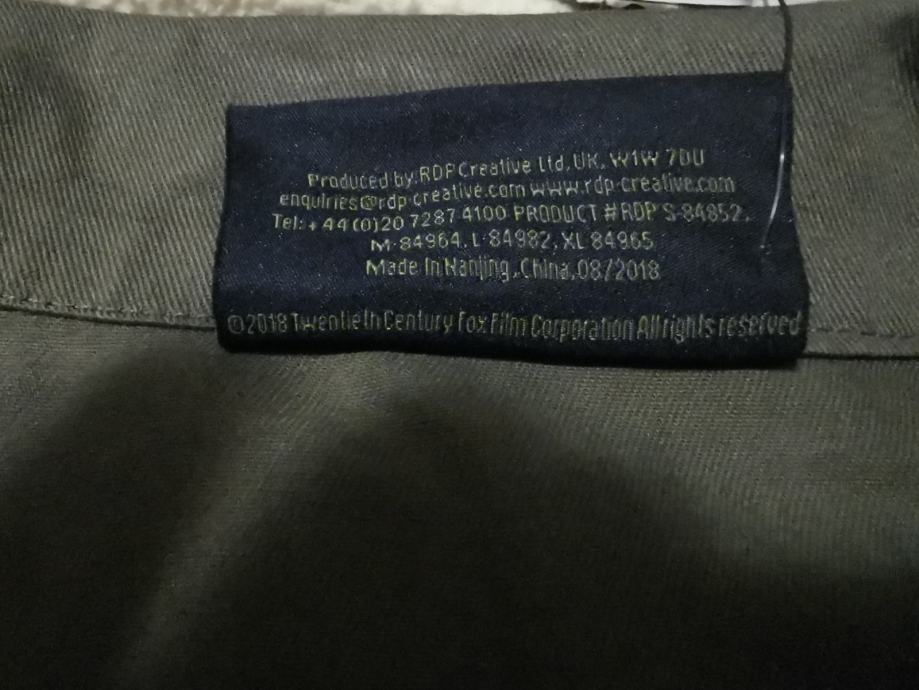 Produced by RDP Creative Ltd, UK, W1W 7DU
enquiries@rdp-creative.com www.rdp-creative.com
Tel: +44(0)20 7287 4100 PRODUCT #RDP S-84852,
M-84964, L-84982, XL 84965
Made In Nanjing, China, 08/2018
©2018 Twentieth Century Fox Film Corporation All rights reserved